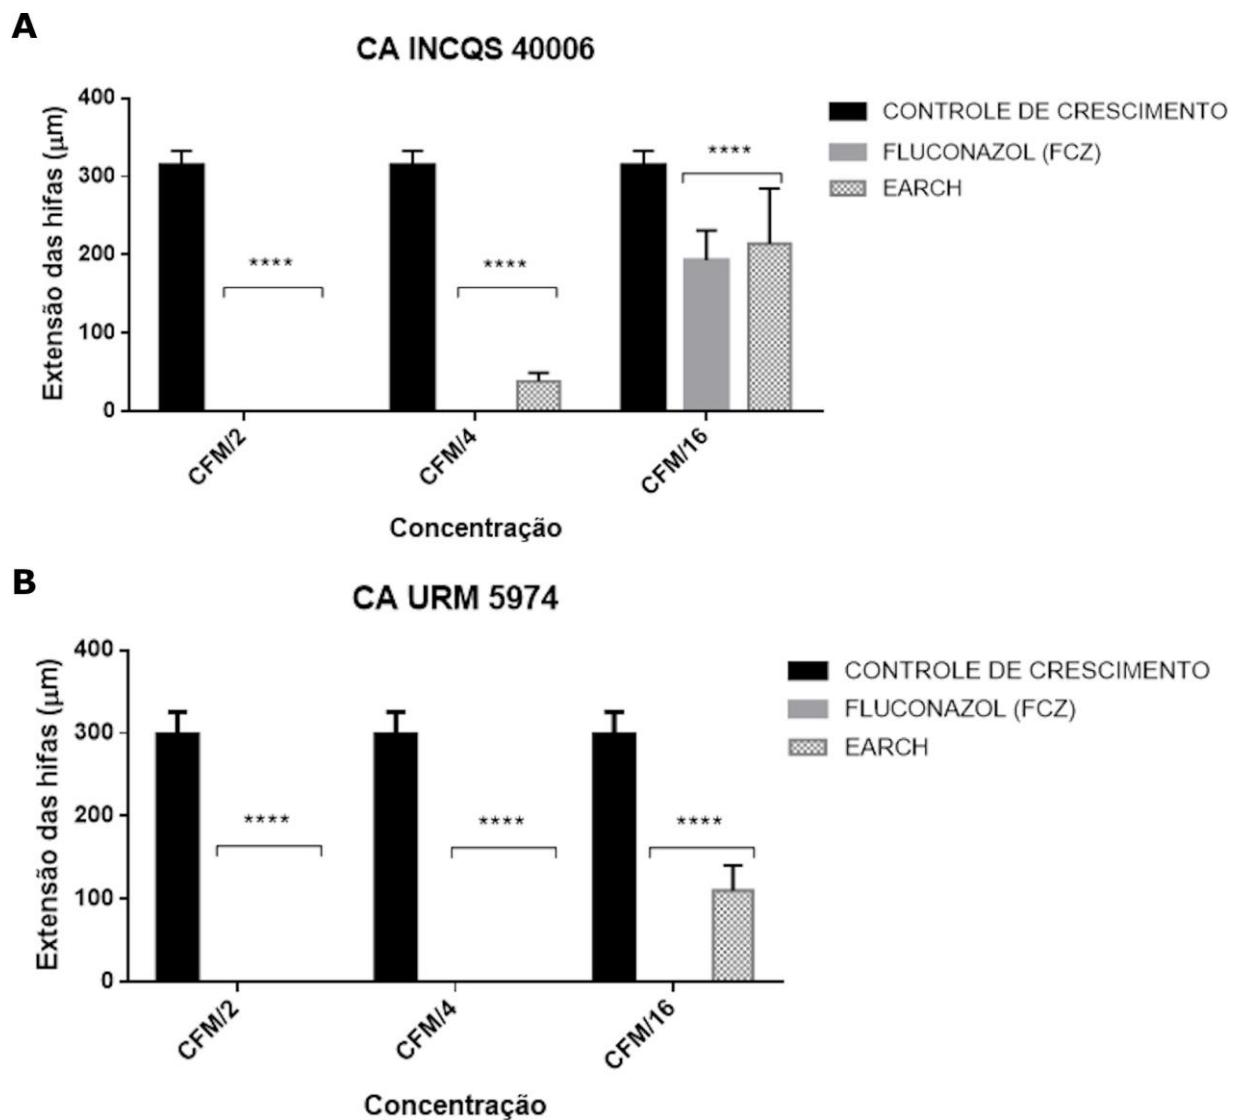 A
CA INCQS 40006
Extensão das hifas (µm)
400
300
200
100
0
****
****
****
CFM/2
CFM/4
CFM/16
Concentração
CONTROLE DE CRESCIMENTO
FLUCONAZOL (FCZ)
EARCH
B
CA URM 5974
Extensão das hifas (µm)
400
300
200
100
0
****
****
****
CFM/2
CFM/4
CFM/16
Concentração
CONTROLE DE CRESCIMENTO
FLUCONAZOL (FCZ)
EARCH